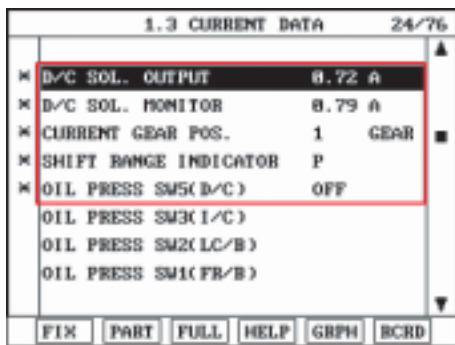 1.3 CURRENT DATA 24/76
* D/C SOL. OUTPUT 0.72 A
* D/C SOL. MONITOR 0.79 A
* CURRENT GEAR POS. 1 GEAR
* SHIFT RANGE INDICATOR P
* OIL PRESS SW5(D/C) OFF
OIL PRESS SW3(I/C)
OIL PRESS SW2(LC/B)
OIL PRESS SW1(FR/B)
FIX PART FULL HELP GRPH RCRD